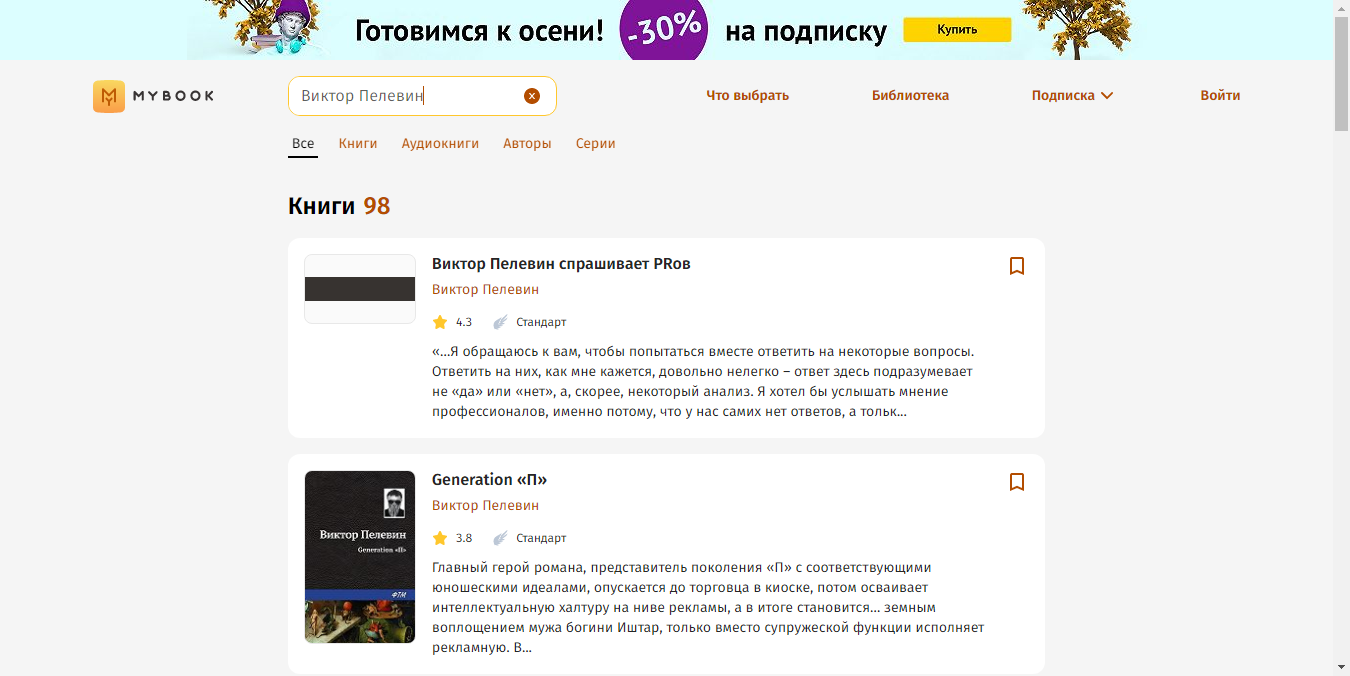 Готовимся к осени! -30% на подписку Купить
MYBOOK Виктор Пелевин Что выбрать Библиотека Подписка Войти
Все Книги Аудиокниги Авторы Серии
Книги 98
Виктор Пелевин спрашивает PRов
Виктор Пелевин
4.3 Стандарт
«…Я обращаюсь к вам, чтобы попытаться вместе ответить на некоторые вопросы.
Ответить на них, как мне кажется, довольно нелегко – ответ здесь подразумевает
не «да» или «нет», а, скорее, некоторый анализ. Я хотел бы услышать мнение
профессионалов, именно потому, что у нас самих нет ответов, а тольк…
Generation «П»
Виктор Пелевин
3.8 Стандарт
Главный герой романа, представитель поколения «П» с соответствующими
юношескими идеалами, опускается до торговца в киоске, потом осваивает
интеллектуальную халтуру на ниве рекламы, а в итоге становится… земным
воплощением мужа богини Иштар, только вместо супружеской функции исполняет
рекламную. В…
Виктор Пелевин
Generation «П»
ФТМ